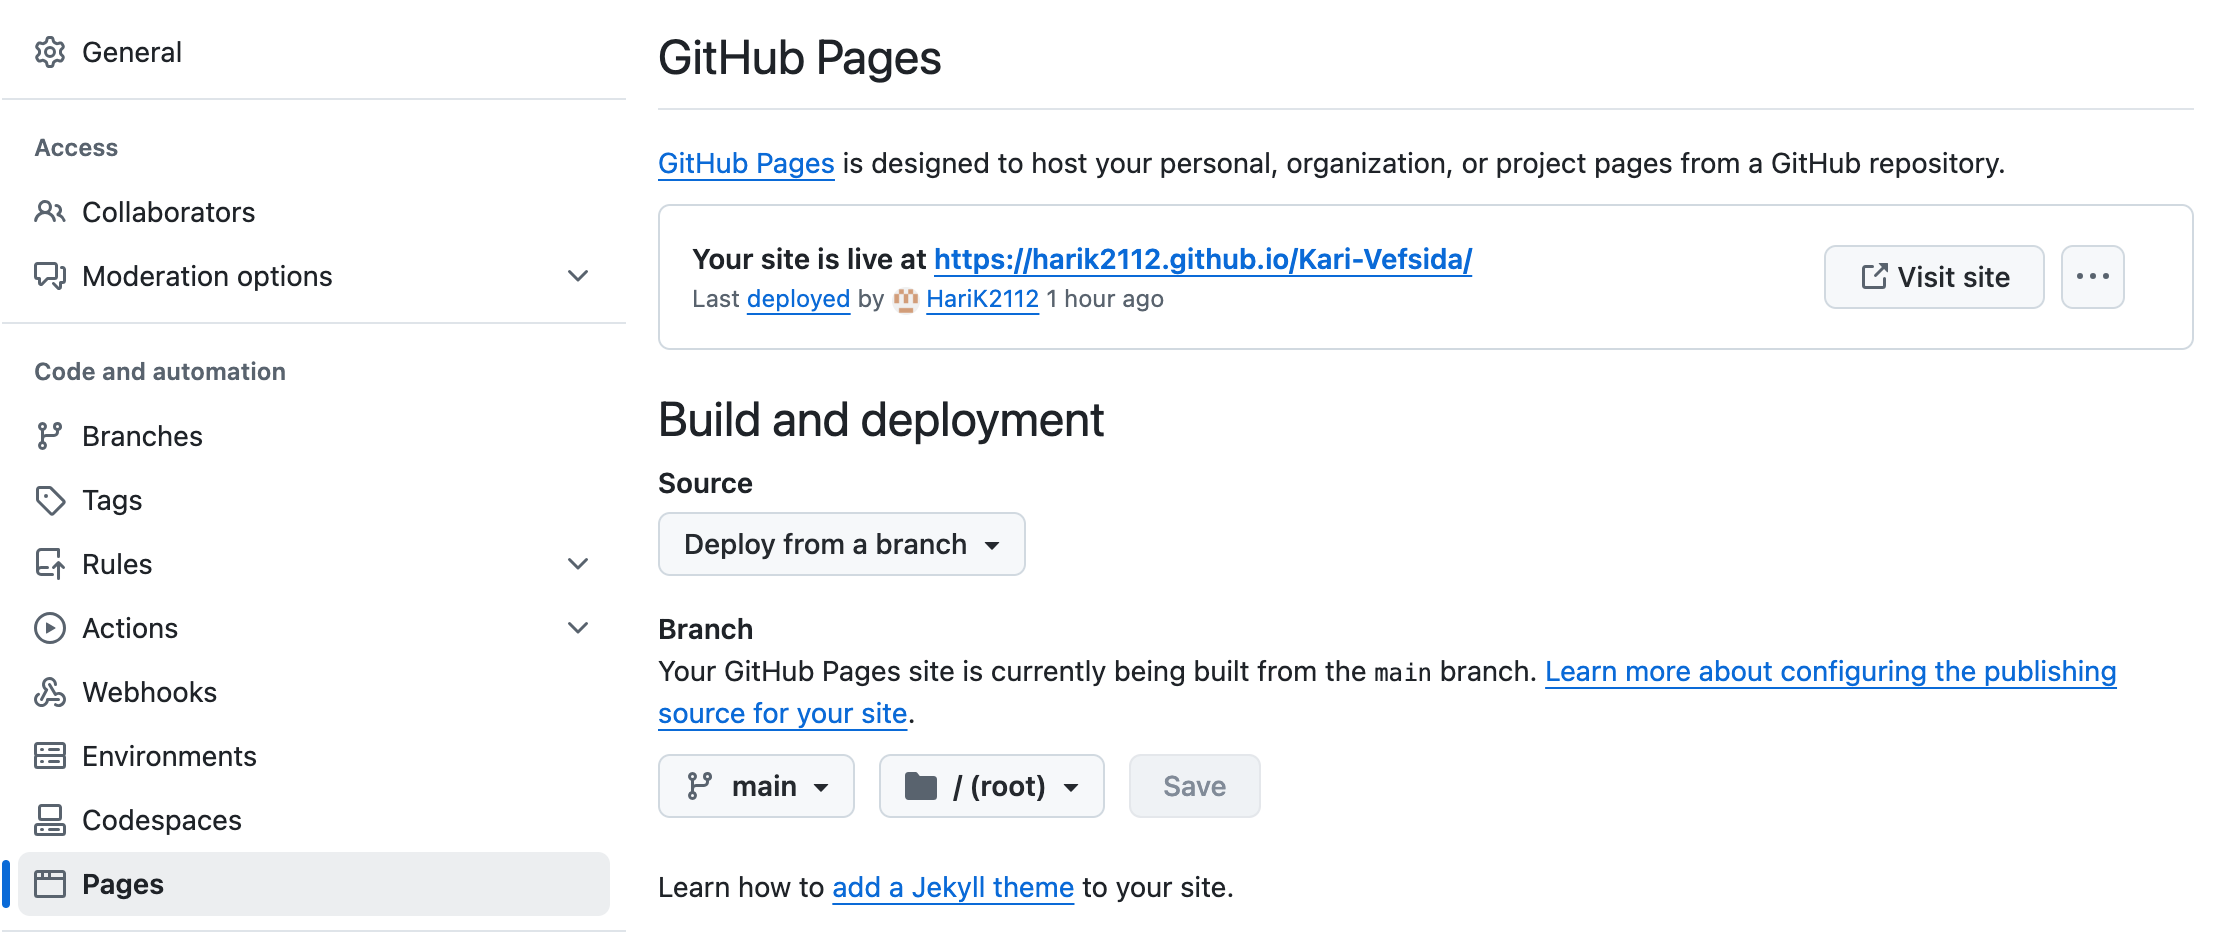 General
Access
Collaborators
Moderation options
Code and automation
Branches
Tags
Rules
Actions
Webhooks
Environments
Codespaces
Pages
GitHub Pages
GitHub Pages is designed to host your personal, organization, or project pages from a GitHub repository.
Your site is live at https://harik2112.github.io/Kari-Vefsida/
Last deployed by HariK2112 1 hour ago
Visit site
Build and deployment
Source
Deploy from a branch
Branch
Your GitHub Pages site is currently being built from the main branch. Learn more about configuring the publishing
source for your site.
main
/ (root)
Save
Learn how to add a Jekyll theme to your site.